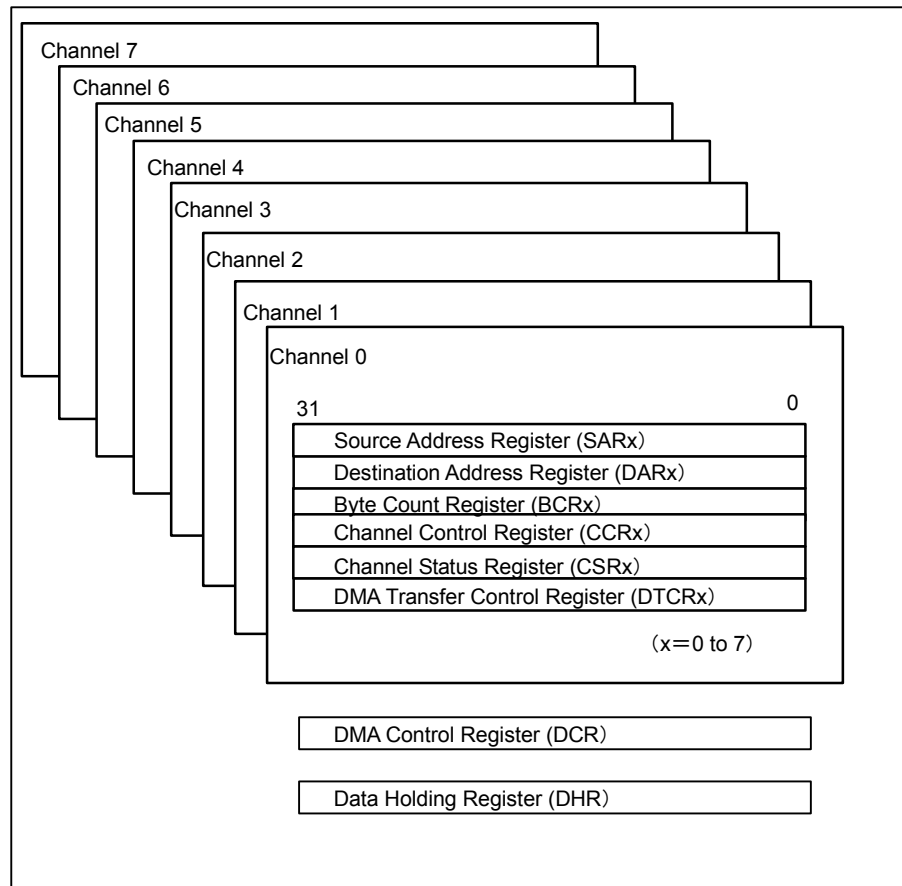 Channel 7
Channel 6
Channel 5
Channel 4
Channel 3
Channel 2
Channel 1
Channel 0
31 0
Source Address Register (SARx)
Destination Address Register (DARx)
Byte Count Register (BCRx)
Channel Control Register (CCRx)
Channel Status Register (CSRx)
DMA Transfer Control Register (DTCRx)
(x=0 to 7)
DMA Control Register (DCR)
Data Holding Register (DHR)